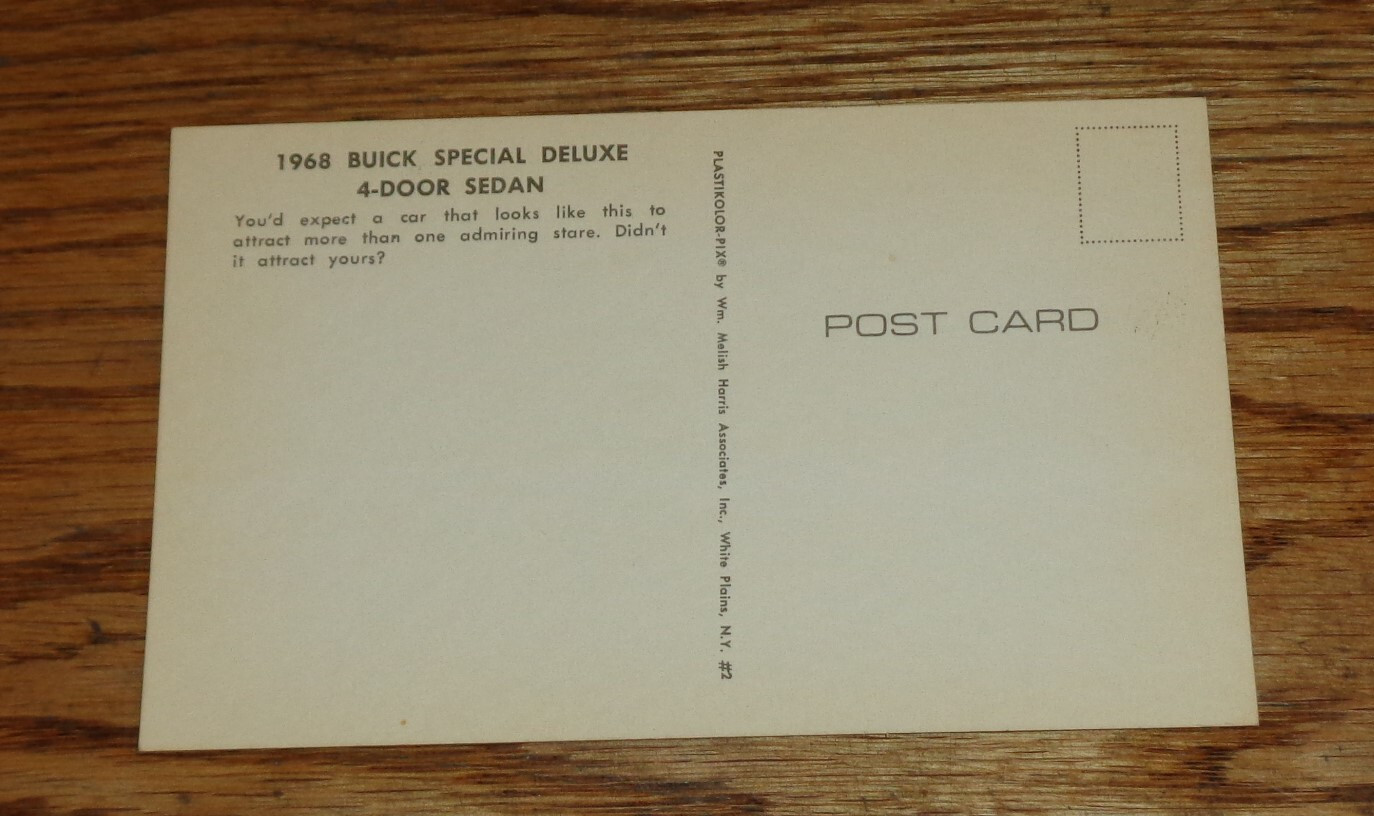 1968 BUICK SPECIAL DELUXE
4-DOOR SEDAN
You'd expect a car that looks like this to
attract more than one admiring stare. Didn't
it attract yours?
PLASTIKOLOR-PIX® by Wm. Melish Harris Associates, Inc., White Plains, N.Y. #2
POST CARD